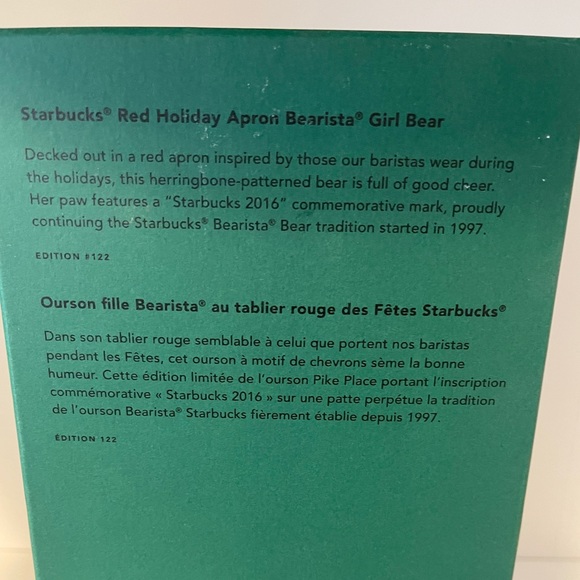 Starbucks® Red Holiday Apron Bearista® Girl Bear
Decked out in a red apron inspired by those our baristas wear during
the holidays, this herringbone-patterned bear is full of good cheer.
Her paw features a "Starbucks 2016" commemorative mark, proudly
continuing the Starbucks® Bearista® Bear tradition started in 1997.
EDITION #122
Ourson fille Bearista® au tablier rouge des Fêtes Starbucks®
Dans son tablier rouge semblable à celui que portent nos baristas
pendant les Fêtes, cet ourson à motif de chevrons sème la bonne
humeur. Cette édition limitée de l'ourson Pike Place portant l'inscription
commémorative « Starbucks 2016 » sur une patte perpétue la tradition
de l'ourson Bearista® Starbucks fièrement établie depuis 1997.
ÉDITION 122